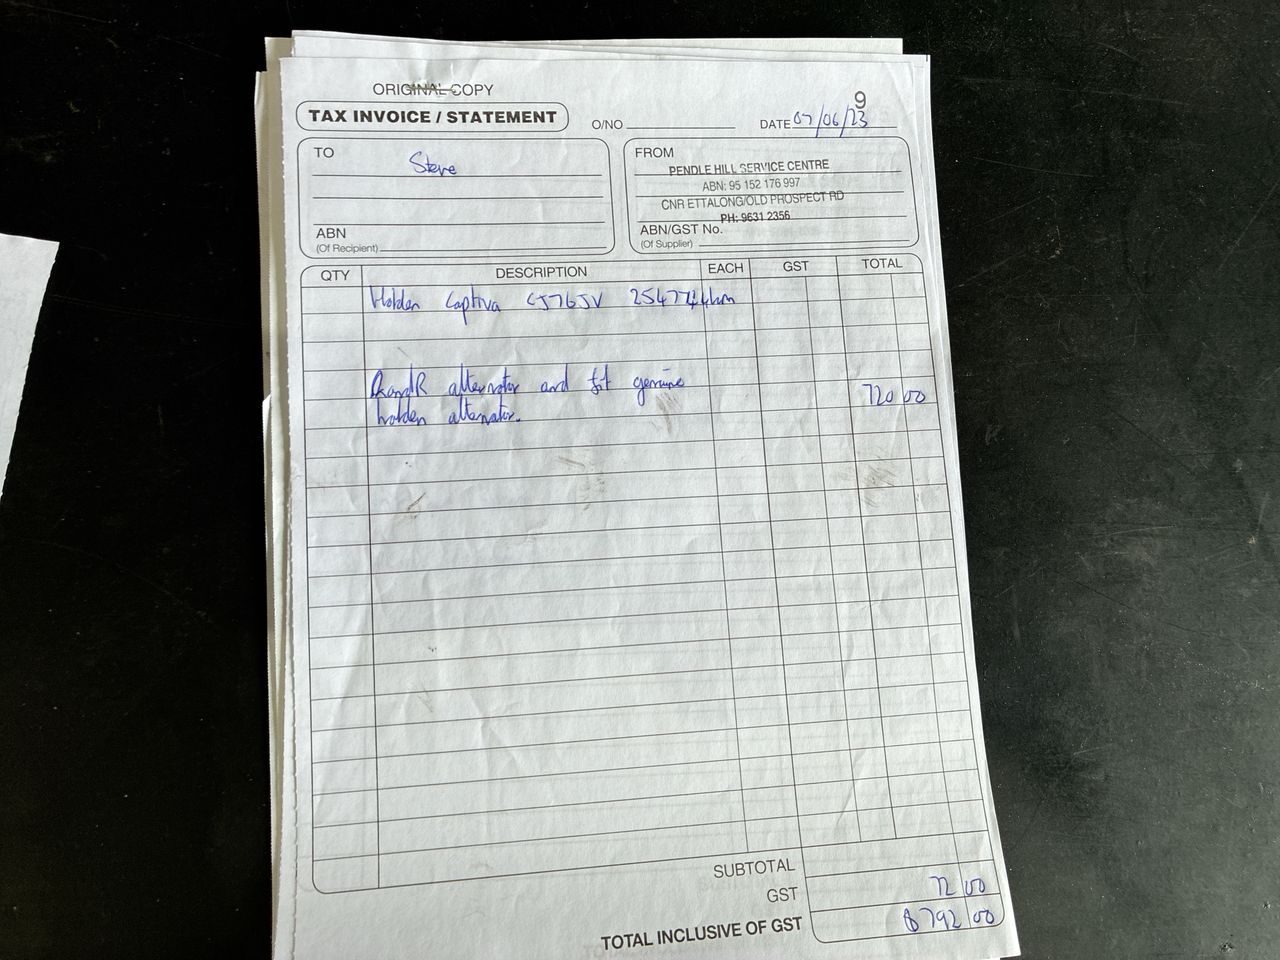 ORIGINAL COPY
9
TAX INVOICE / STATEMENT
O/NO
DATE 07/06/23
TO Steve
ABN
(Of Recipient)
FROM
PENDLE HILL SERVICE CENTRE
ABN: 95 152 176 997
CNR ETTALONG/OLD PROSPECT RD
PH: 9631 2356
ABN/GST No.
(Of Supplier)
QTY DESCRIPTION EACH GST TOTAL
Holden Captiva CJ76JV 254774km
RandR alternator and fit genuine
holden alternator. 720 00
SUBTOTAL
GST 72 00
TOTAL INCLUSIVE OF GST $792 00